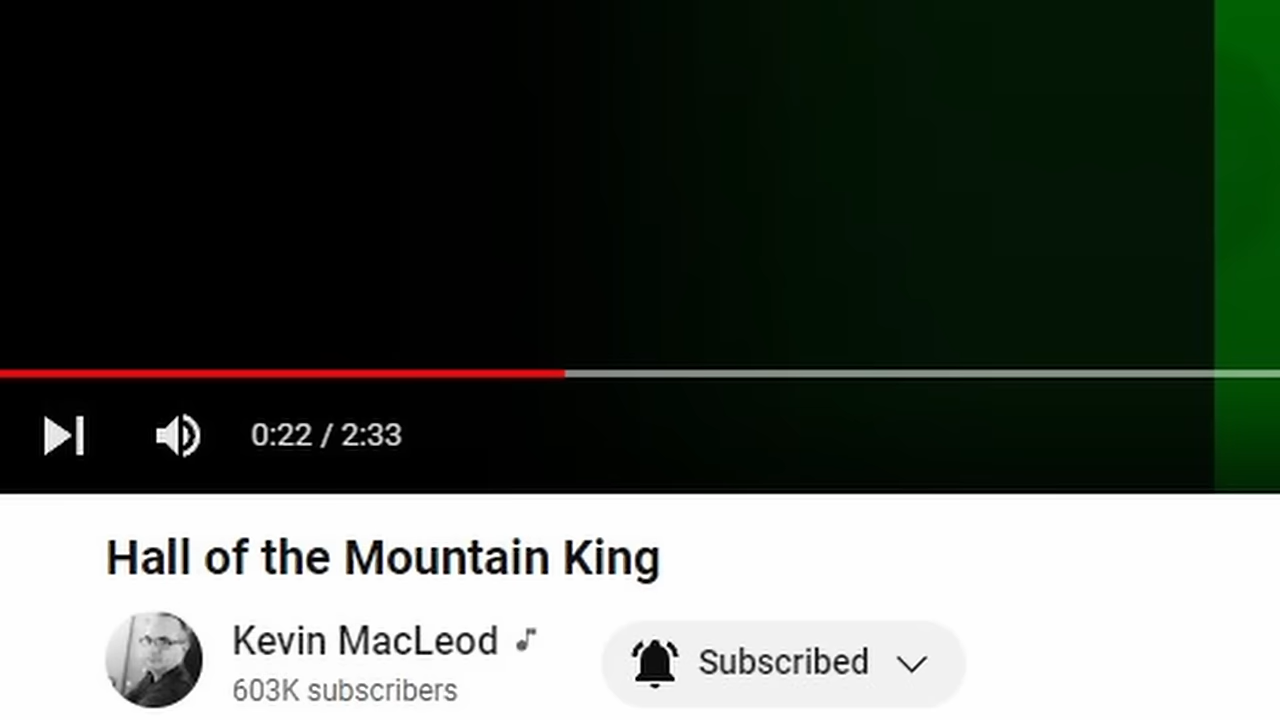 0:22 / 2:33
Hall of the Mountain King
Kevin MacLeod
603K subscribers
Subscribed